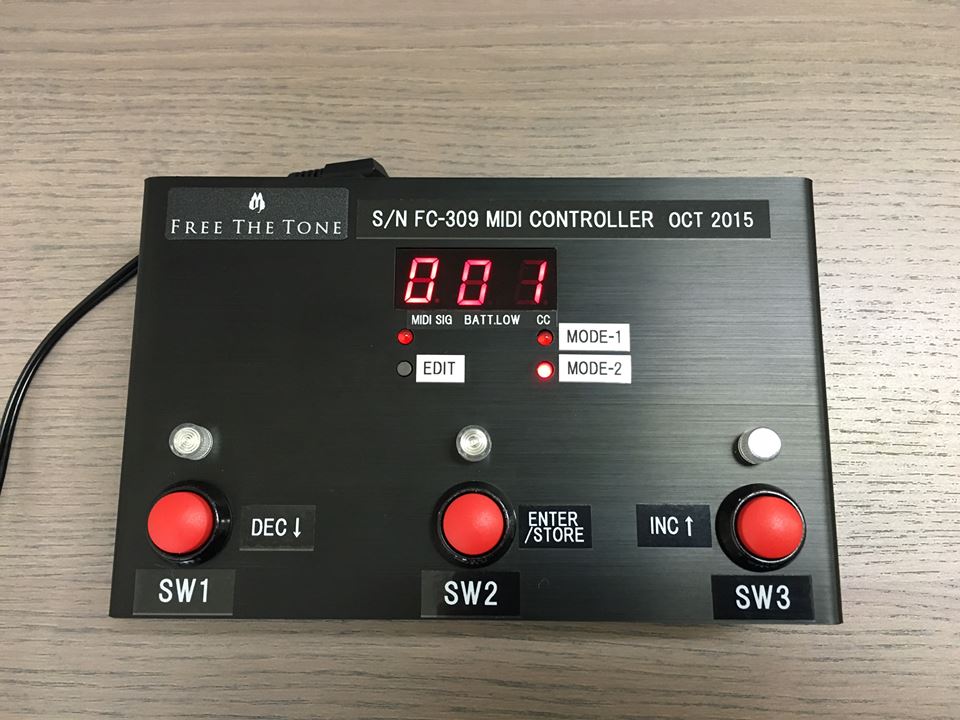 FREE THE TONE
S/N FC-309 MIDI CONTROLLER OCT 2015
001
MIDI SIG BATT.LOW CC
MODE-1
EDIT
MODE-2
DEC↓
ENTER
/STORE
INC↑
SW1
SW2
SW3